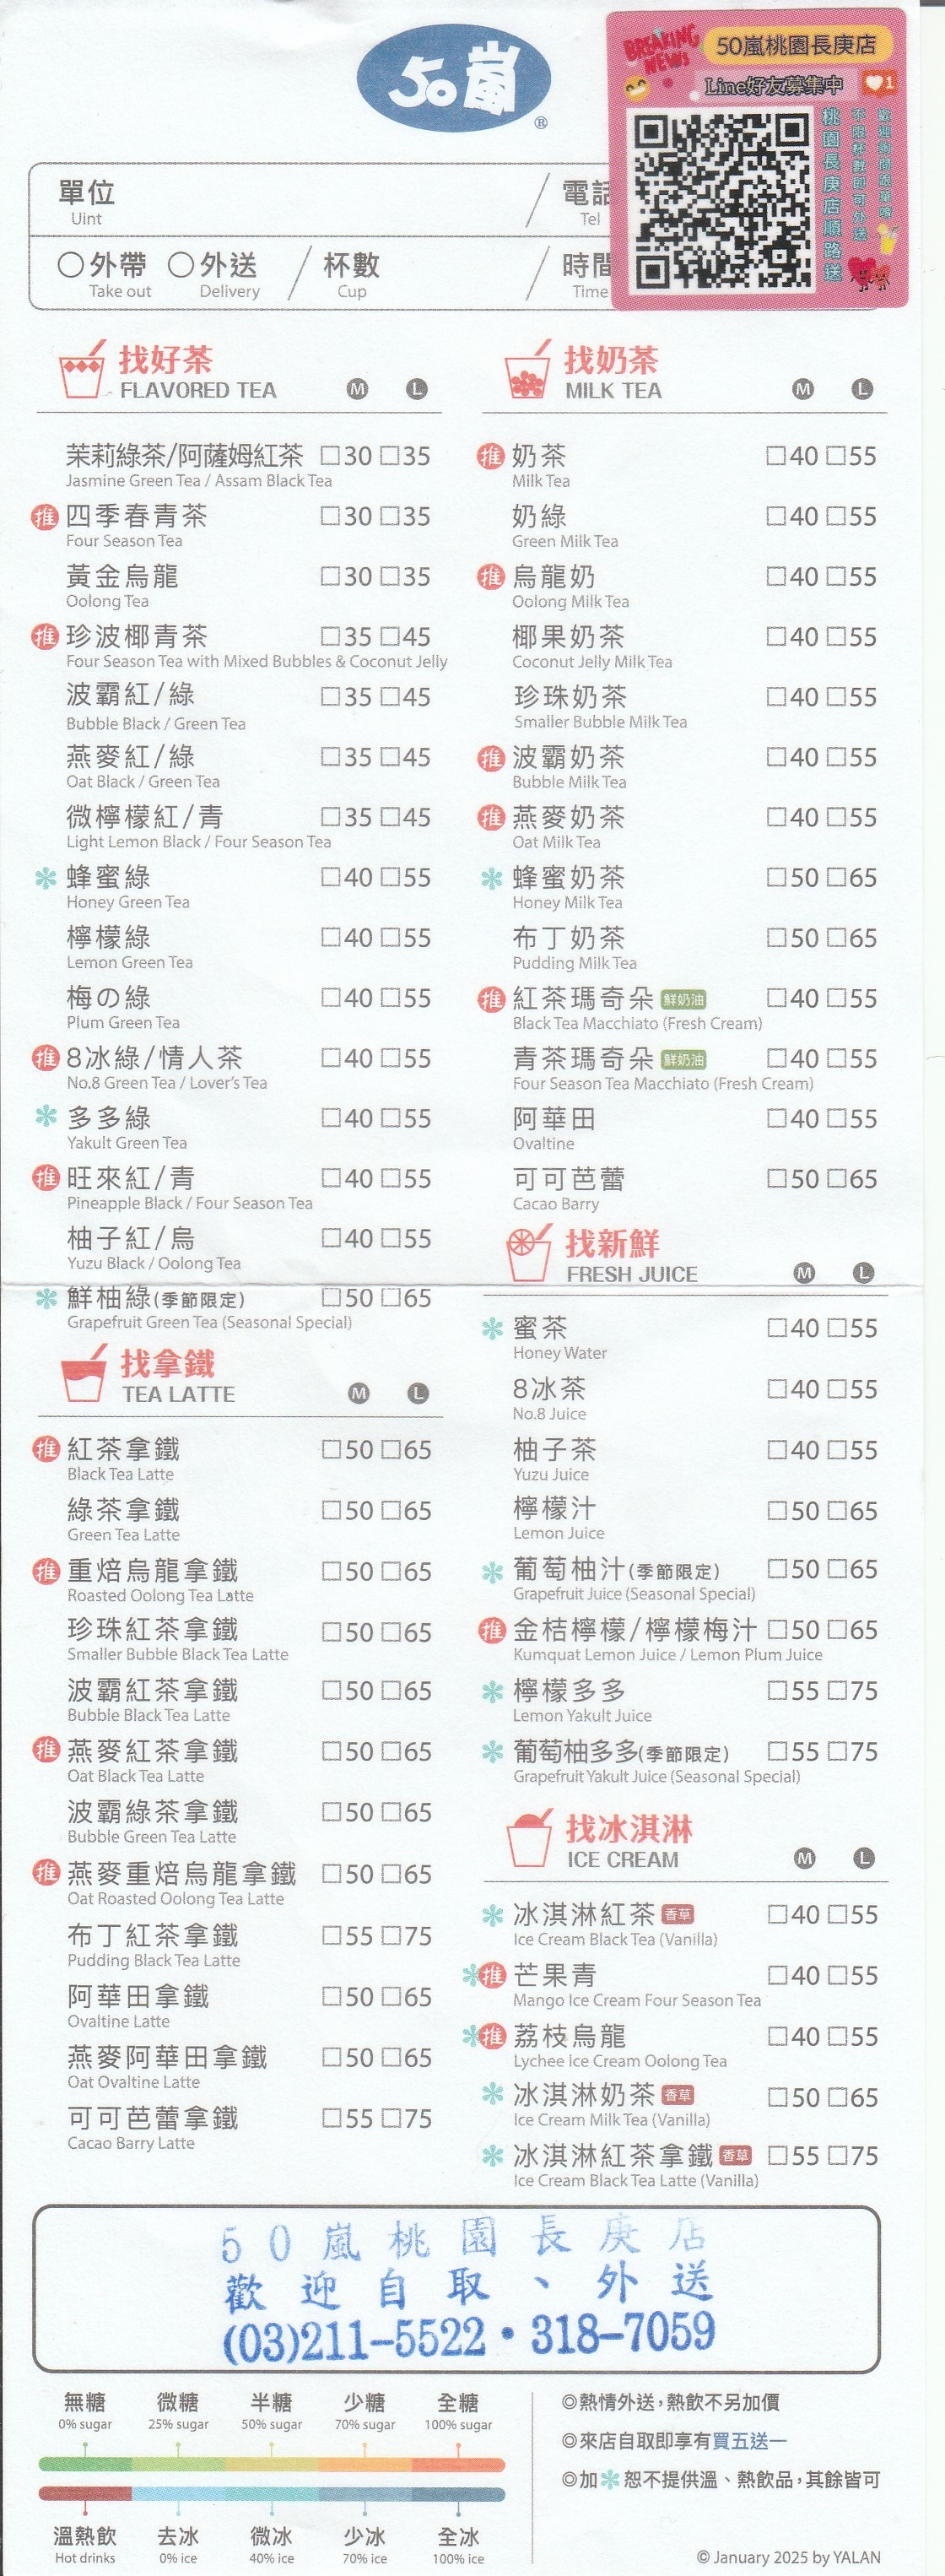 50嵐®
BREAKING NEWS
50嵐桃園長庚店
Line好友募集中
1
桃園長庚店順路送
不限杯數即可外送
單位
Uint
電話
Tel
外帶
Take out
外送
Delivery
杯數
Cup
時間
Time
找好茶
FLAVORED TEA M L
茉莉綠茶/阿薩姆紅茶 □30 □35
Jasmine Green Tea / Assam Black Tea
推 四季春青茶 □30 □35
Four Season Tea
黃金烏龍 □30 □35
Oolong Tea
推 珍波椰青茶 □35 □45
Four Season Tea with Mixed Bubbles & Coconut Jelly
波霸紅/綠 □35 □45
Bubble Black / Green Tea
燕麥紅/綠 □35 □45
Oat Black / Green Tea
微檸檬紅/青 □35 □45
Light Lemon Black / Four Season Tea
✽ 蜂蜜綠 □40 □55
Honey Green Tea
檸檬綠 □40 □55
Lemon Green Tea
梅の綠 □40 □55
Plum Green Tea
推 8冰綠/情人茶 □40 □55
No.8 Green Tea / Lover's Tea
✽ 多多綠 □40 □55
Yakult Green Tea
推 旺來紅/青 □40 □55
Pineapple Black / Four Season Tea
柚子紅/烏 □40 □55
Yuzu Black / Oolong Tea
✽ 鮮柚綠(季節限定) □50 □65
Grapefruit Green Tea (Seasonal Special)
找拿鐵
TEA LATTE M L
推 紅茶拿鐵 □50 □65
Black Tea Latte
綠茶拿鐵 □50 □65
Green Tea Latte
推 重焙烏龍拿鐵 □50 □65
Roasted Oolong Tea Latte
珍珠紅茶拿鐵 □50 □65
Smaller Bubble Black Tea Latte
波霸紅茶拿鐵 □50 □65
Bubble Black Tea Latte
推 燕麥紅茶拿鐵 □50 □65
Oat Black Tea Latte
波霸綠茶拿鐵 □50 □65
Bubble Green Tea Latte
推 燕麥重焙烏龍拿鐵 □50 □65
Oat Roasted Oolong Tea Latte
布丁紅茶拿鐵 □55 □75
Pudding Black Tea Latte
阿華田拿鐵 □50 □65
Ovaltine Latte
燕麥阿華田拿鐵 □50 □65
Oat Ovaltine Latte
可可芭蕾拿鐵 □55 □75
Cacao Barry Latte
找奶茶
MILK TEA M L
推 奶茶 □40 □55
Milk Tea
奶綠 □40 □55
Green Milk Tea
推 烏龍奶 □40 □55
Oolong Milk Tea
椰果奶茶 □40 □55
Coconut Jelly Milk Tea
珍珠奶茶 □40 □55
Smaller Bubble Milk Tea
推 波霸奶茶 □40 □55
Bubble Milk Tea
推 燕麥奶茶 □40 □55
Oat Milk Tea
✽ 蜂蜜奶茶 □50 □65
Honey Milk Tea
布丁奶茶 □50 □65
Pudding Milk Tea
推 紅茶瑪奇朵 鮮奶油 □40 □55
Black Tea Macchiato (Fresh Cream)
青茶瑪奇朵 鮮奶油 □40 □55
Four Season Tea Macchiato (Fresh Cream)
阿華田 □40 □55
Ovaltine
可可芭蕾 □50 □65
Cacao Barry
找新鮮
FRESH JUICE M L
✽ 蜜茶 □40 □55
Honey Water
8冰茶 □40 □55
No.8 Juice
柚子茶 □40 □55
Yuzu Juice
檸檬汁 □50 □65
Lemon Juice
✽ 葡萄柚汁(季節限定) □50 □65
Grapefruit Juice (Seasonal Special)
推 金桔檸檬/檸檬梅汁 □50 □65
Kumquat Lemon Juice / Lemon Plum Juice
✽ 檸檬多多 □55 □75
Lemon Yakult Juice
✽ 葡萄柚多多(季節限定) □55 □75
Grapefruit Yakult Juice (Seasonal Special)
找冰淇淋
ICE CREAM M L
✽ 冰淇淋紅茶 香草 □40 □55
Ice Cream Black Tea (Vanilla)
✽推 芒果青 □40 □55
Mango Ice Cream Four Season Tea
✽推 荔枝烏龍 □40 □55
Lychee Ice Cream Oolong Tea
✽ 冰淇淋奶茶 香草 □50 □65
Ice Cream Milk Tea (Vanilla)
✽ 冰淇淋紅茶拿鐵 香草 □55 □75
Ice Cream Black Tea Latte (Vanilla)
50嵐桃園長庚店
歡迎自取、外送
(03)211-5522・318-7059
無糖 微糖 半糖 少糖 全糖
0% sugar 25% sugar 50% sugar 70% sugar 100% sugar
溫熱飲 去冰 微冰 少冰 全冰
Hot drinks 0% ice 40% ice 70% ice 100% ice
◎熱情外送,熱飲不另加價
◎來店自取即享有買五送一
◎加✽恕不提供溫、熱飲品,其餘皆可
© January 2025 by YALAN